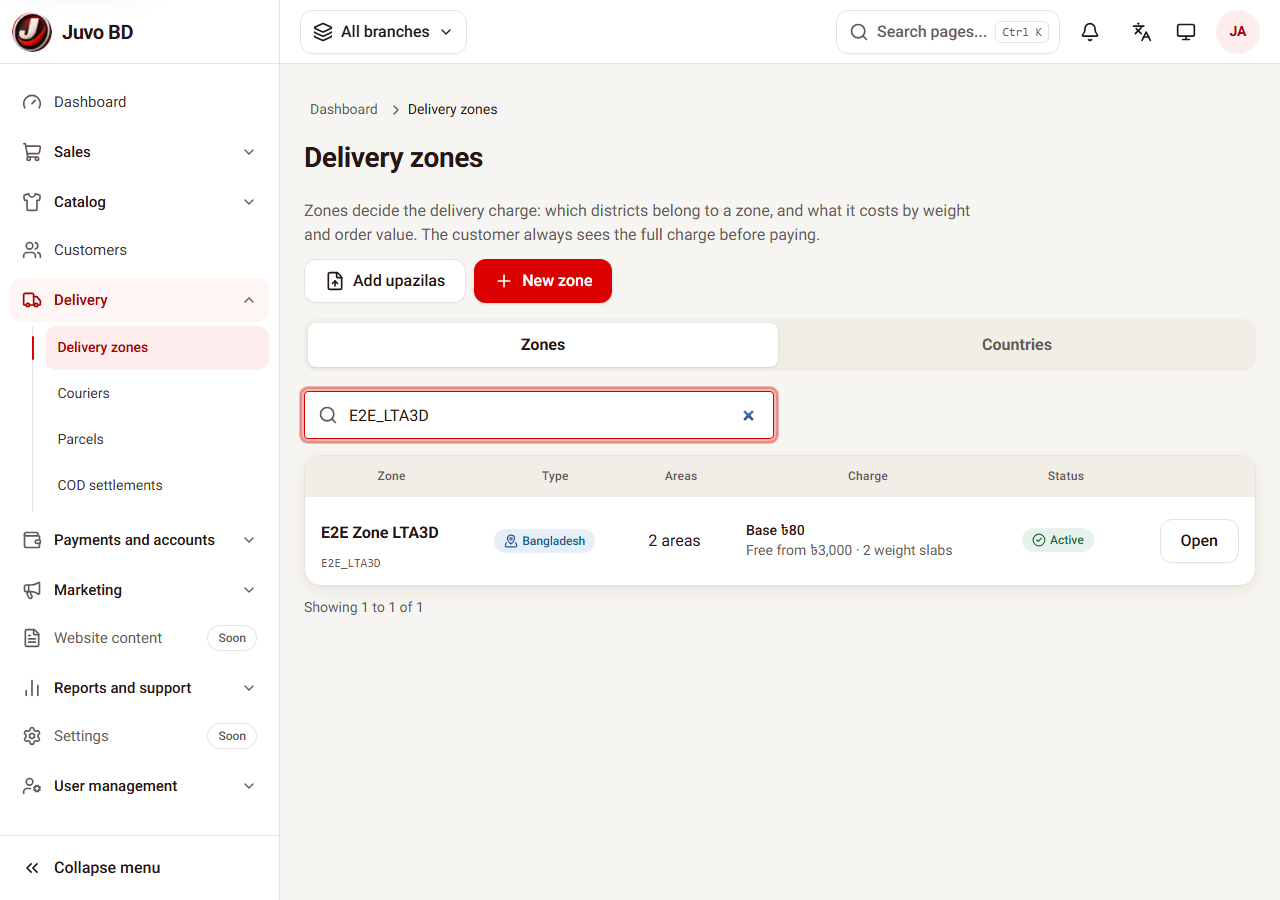 Juvo BD
All branches
Search pages... Ctrl K
JA
Dashboard
Sales
Catalog
Customers
Delivery
Delivery zones
Couriers
Parcels
COD settlements
Payments and accounts
Marketing
Website content Soon
Reports and support
Settings Soon
User management
Collapse menu
Dashboard > Delivery zones
Delivery zones
Zones decide the delivery charge: which districts belong to a zone, and what it costs by weight
and order value. The customer always sees the full charge before paying.
Add upazilas
New zone
Zones
Countries
E2E_LTA3D
Zone Type Areas Charge Status
E2E Zone LTA3D
E2E_LTA3D
Bangladesh
2 areas
Base ৳80
Free from ৳3,000 · 2 weight slabs
Active
Open
Showing 1 to 1 of 1